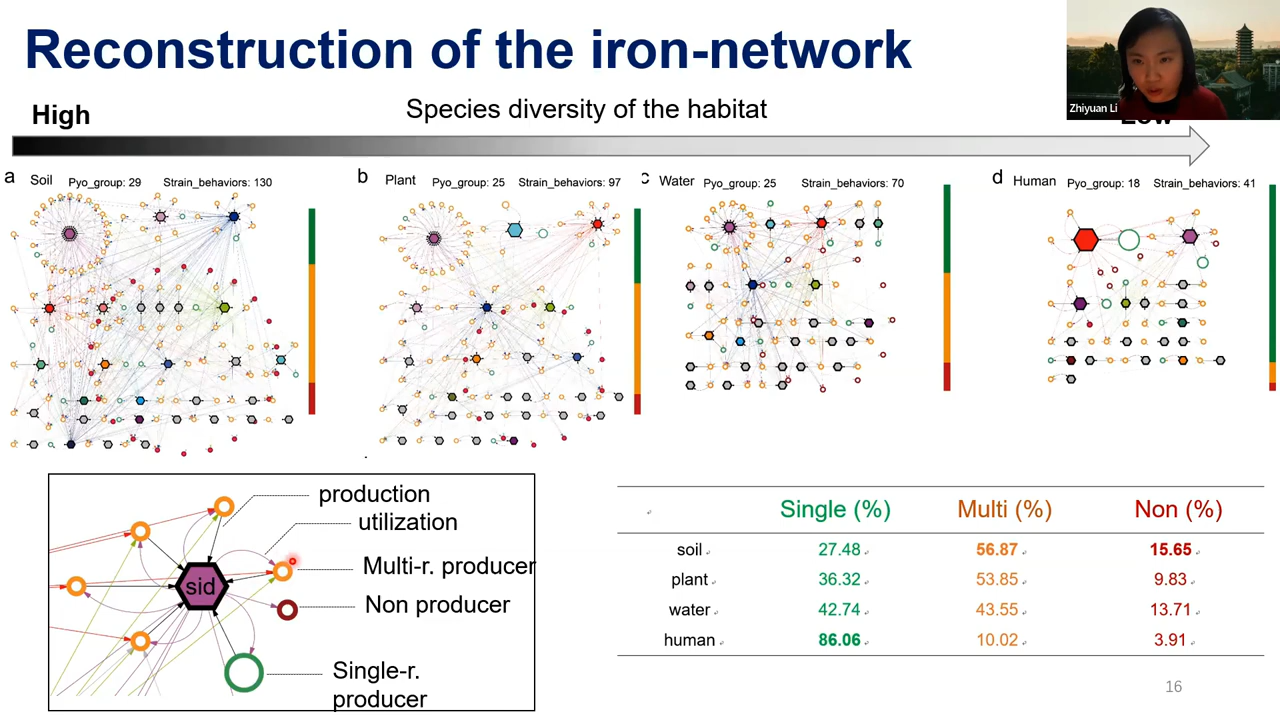 Reconstruction of the iron-network
Zhiyuan Li
High
Species diversity of the habitat
Low
a Soil Pyo_group: 29 Strain_behaviors: 130
b Plant Pyo_group: 25 Strain_behaviors: 97
c Water Pyo_group: 25 Strain_behaviors: 70
d Human Pyo_group: 18 Strain_behaviors: 41
production
utilization
Multi-r. producer
sid
Non producer
Single-r.
producer
Single (%) Multi (%) Non (%)
soil 27.48 56.87 15.65
plant 36.32 53.85 9.83
water 42.74 43.55 13.71
human 86.06 10.02 3.91
16